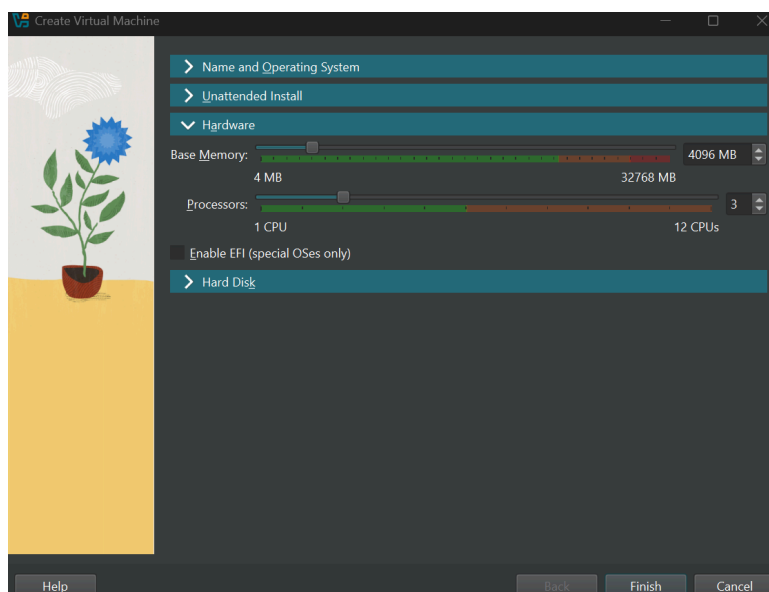 Create Virtual Machine
Name and Operating System
Unattended Install
Hardware
Base Memory: 4096 MB
4 MB 32768 MB
Processors: 3
1 CPU 12 CPUs
Enable EFI (special OSes only)
Hard Disk
Help Back Finish Cancel